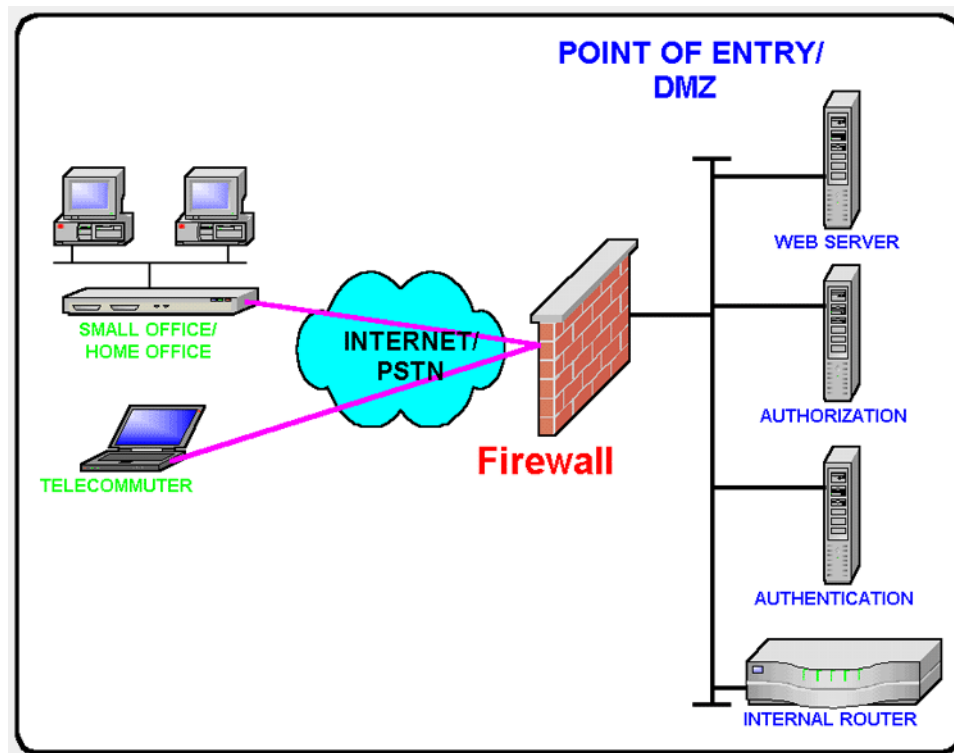 POINT OF ENTRY/
DMZ
WEB SERVER
SMALL OFFICE/
HOME OFFICE
INTERNET/
PSTN
AUTHORIZATION
Firewall
TELECOMMUTER
AUTHENTICATION
INTERNAL ROUTER